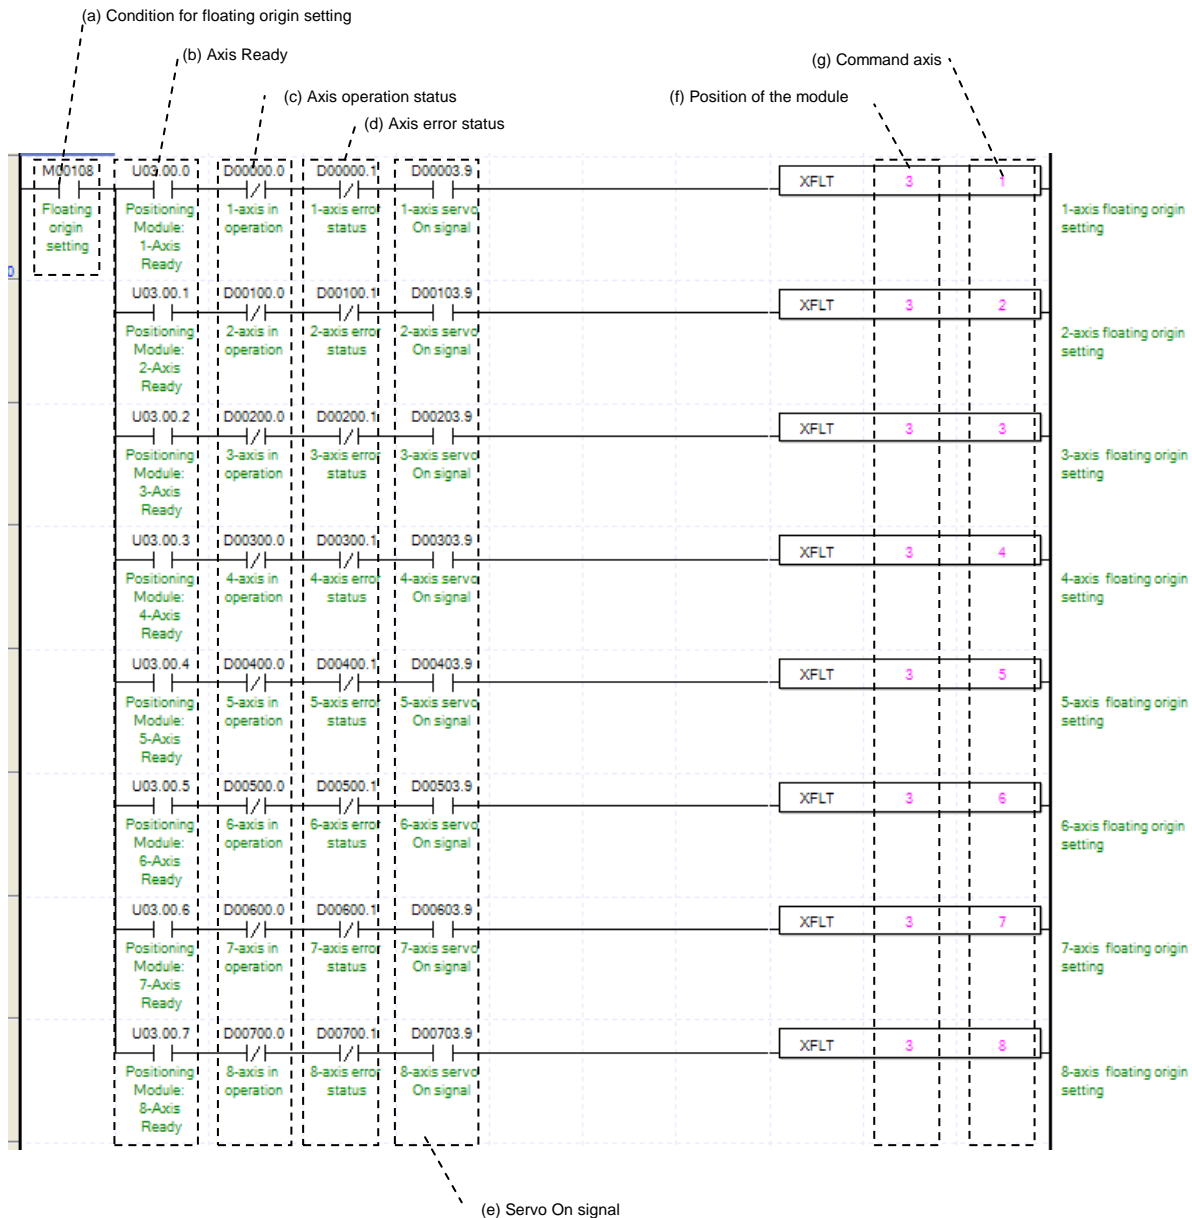 (a) Condition for floating origin setting
(b) Axis Ready
(g) Command axis
(c) Axis operation status
(f) Position of the module
(d) Axis error status
M00108 U03.00.0 D00000.0 D00000.1 D00003.9
XFLT 3 1
Floating origin setting
Positioning Module: 1-Axis Ready
1-axis in operation
1-axis error status
1-axis servo On signal
1-axis floating origin setting
0
U03.00.1 D00100.0 D00100.1 D00103.9
XFLT 3 2
Positioning Module: 2-Axis Ready
2-axis in operation
2-axis error status
2-axis servo On signal
2-axis floating origin setting
U03.00.2 D00200.0 D00200.1 D00203.9
XFLT 3 3
Positioning Module: 3-Axis Ready
3-axis in operation
3-axis error status
3-axis servo On signal
3-axis floating origin setting
U03.00.3 D00300.0 D00300.1 D00303.9
XFLT 3 4
Positioning Module: 4-Axis Ready
4-axis in operation
4-axis error status
4-axis servo On signal
4-axis floating origin setting
U03.00.4 D00400.0 D00400.1 D00403.9
XFLT 3 5
Positioning Module: 5-Axis Ready
5-axis in operation
5-axis error status
5-axis servo On signal
5-axis floating origin setting
U03.00.5 D00500.0 D00500.1 D00503.9
XFLT 3 6
Positioning Module: 6-Axis Ready
6-axis in operation
6-axis error status
6-axis servo On signal
6-axis floating origin setting
U03.00.6 D00600.0 D00600.1 D00603.9
XFLT 3 7
Positioning Module: 7-Axis Ready
7-axis in operation
7-axis error status
7-axis servo On signal
7-axis floating origin setting
U03.00.7 D00700.0 D00700.1 D00703.9
XFLT 3 8
Positioning Module: 8-Axis Ready
8-axis in operation
8-axis error status
8-axis servo On signal
8-axis floating origin setting
(e) Servo On signal